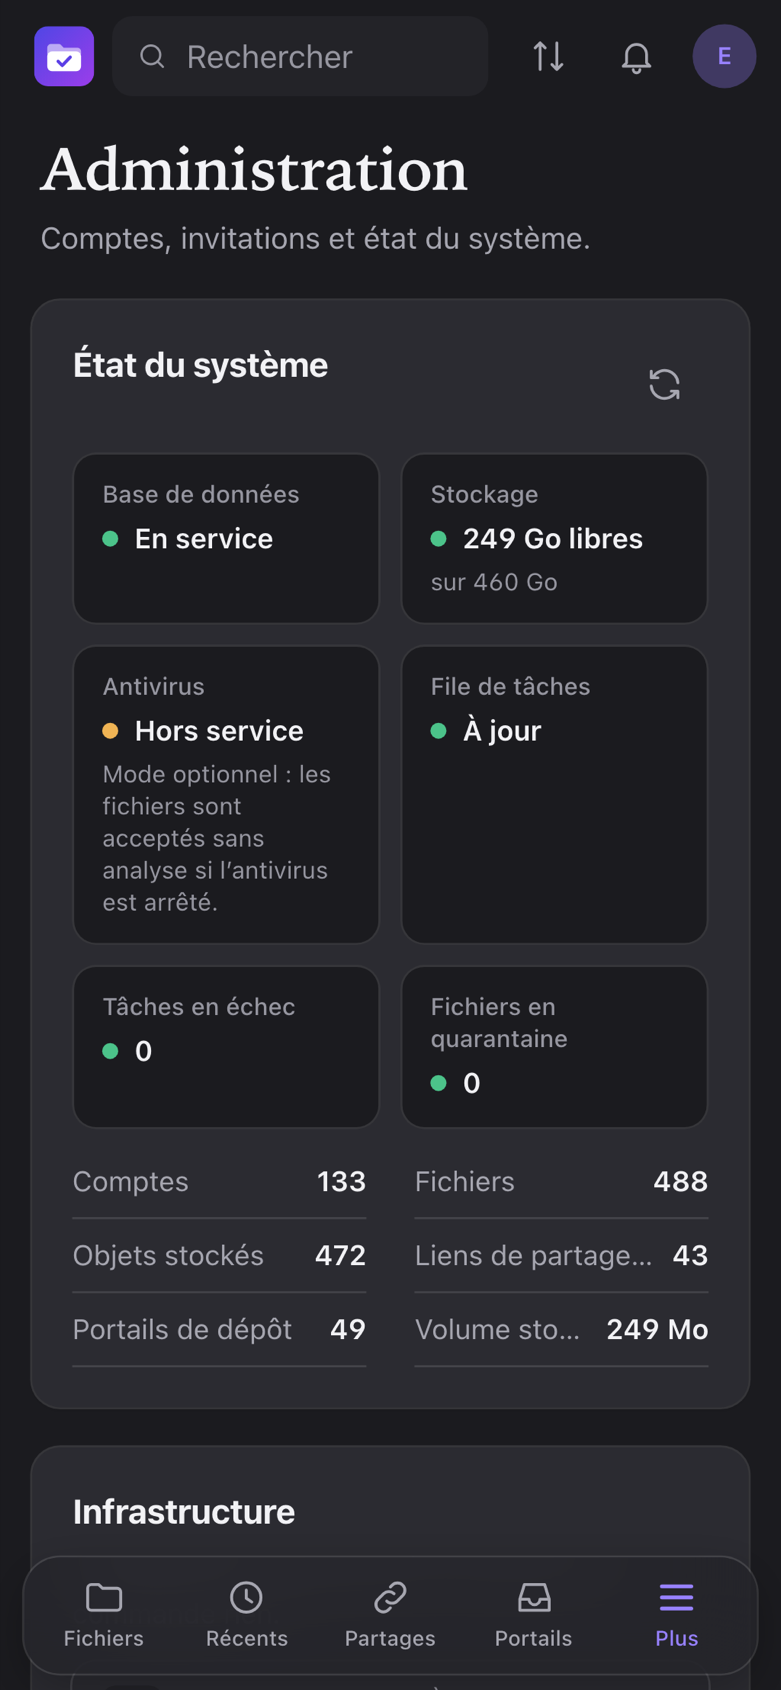 Rechercher
E
Administration
Comptes, invitations et état du système.
État du système
Base de données
En service
Stockage
249 Go libres
sur 460 Go
Antivirus
Hors service
Mode optionnel : les
fichiers sont
acceptés sans
analyse si l’antivirus
est arrêté.
File de tâches
À jour
Tâches en échec
0
Fichiers en
quarantaine
0
Comptes 133
Fichiers 488
Objets stockés 472
Liens de partage... 43
Portails de dépôt 49
Volume sto... 249 Mo
Infrastructure
Fichiers
Récents
Partages
Portails
Plus